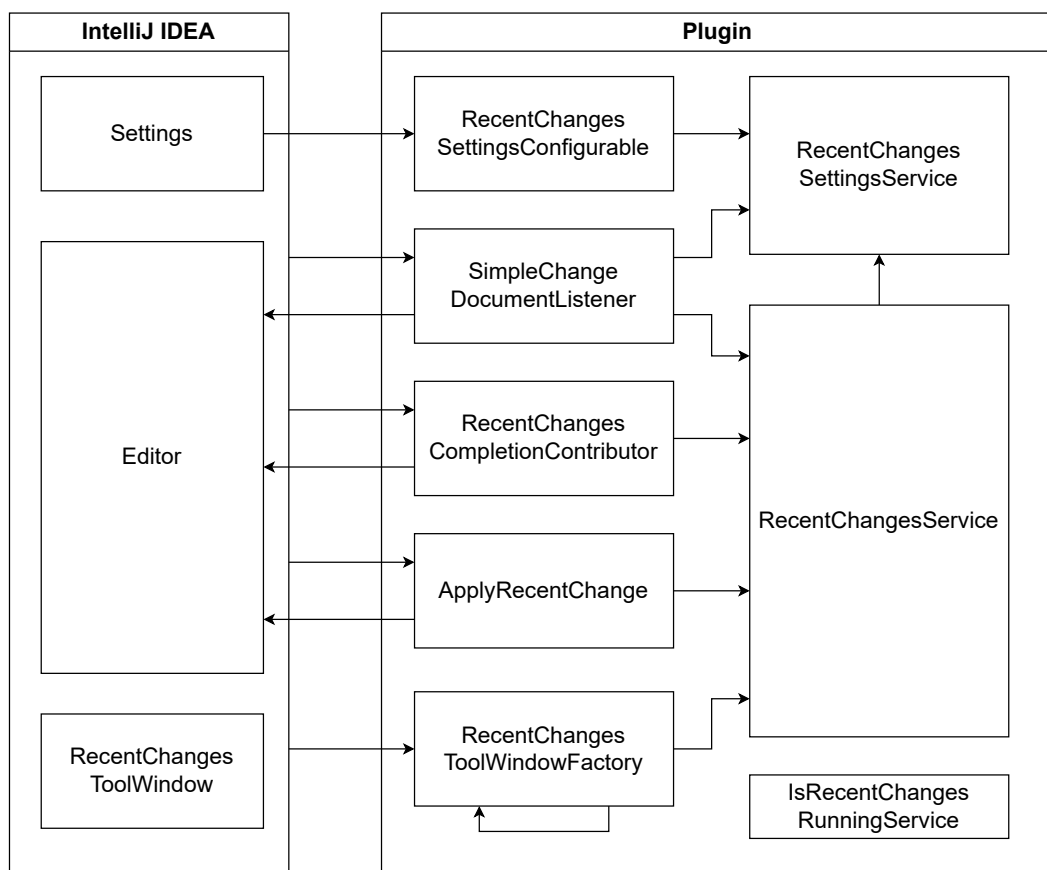 IntelliJ IDEA
Plugin
Settings
RecentChanges
SettingsConfigurable
RecentChanges
SettingsService
SimpleChange
DocumentListener
Editor
RecentChanges
CompletionContributor
RecentChangesService
ApplyRecentChange
RecentChanges
ToolWindow
RecentChanges
ToolWindowFactory
IsRecentChanges
RunningService